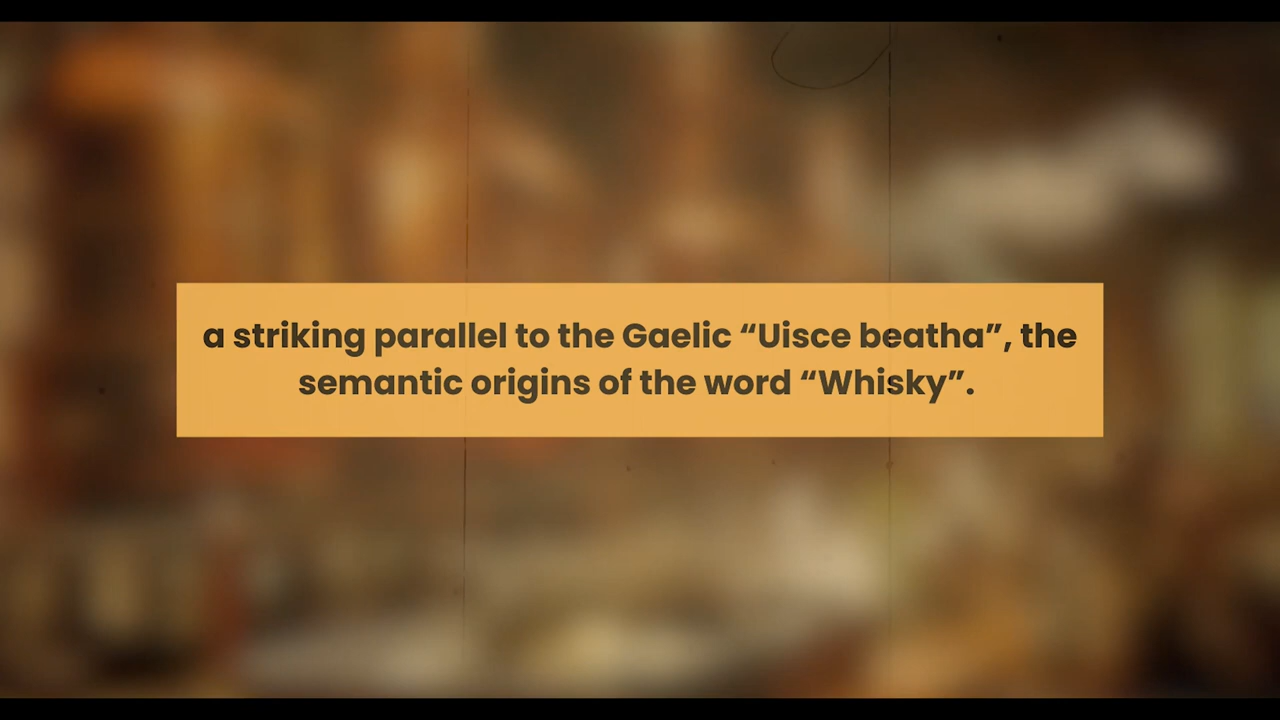 a striking parallel to the Gaelic “Uisce beatha”, the
semantic origins of the word “Whisky”.